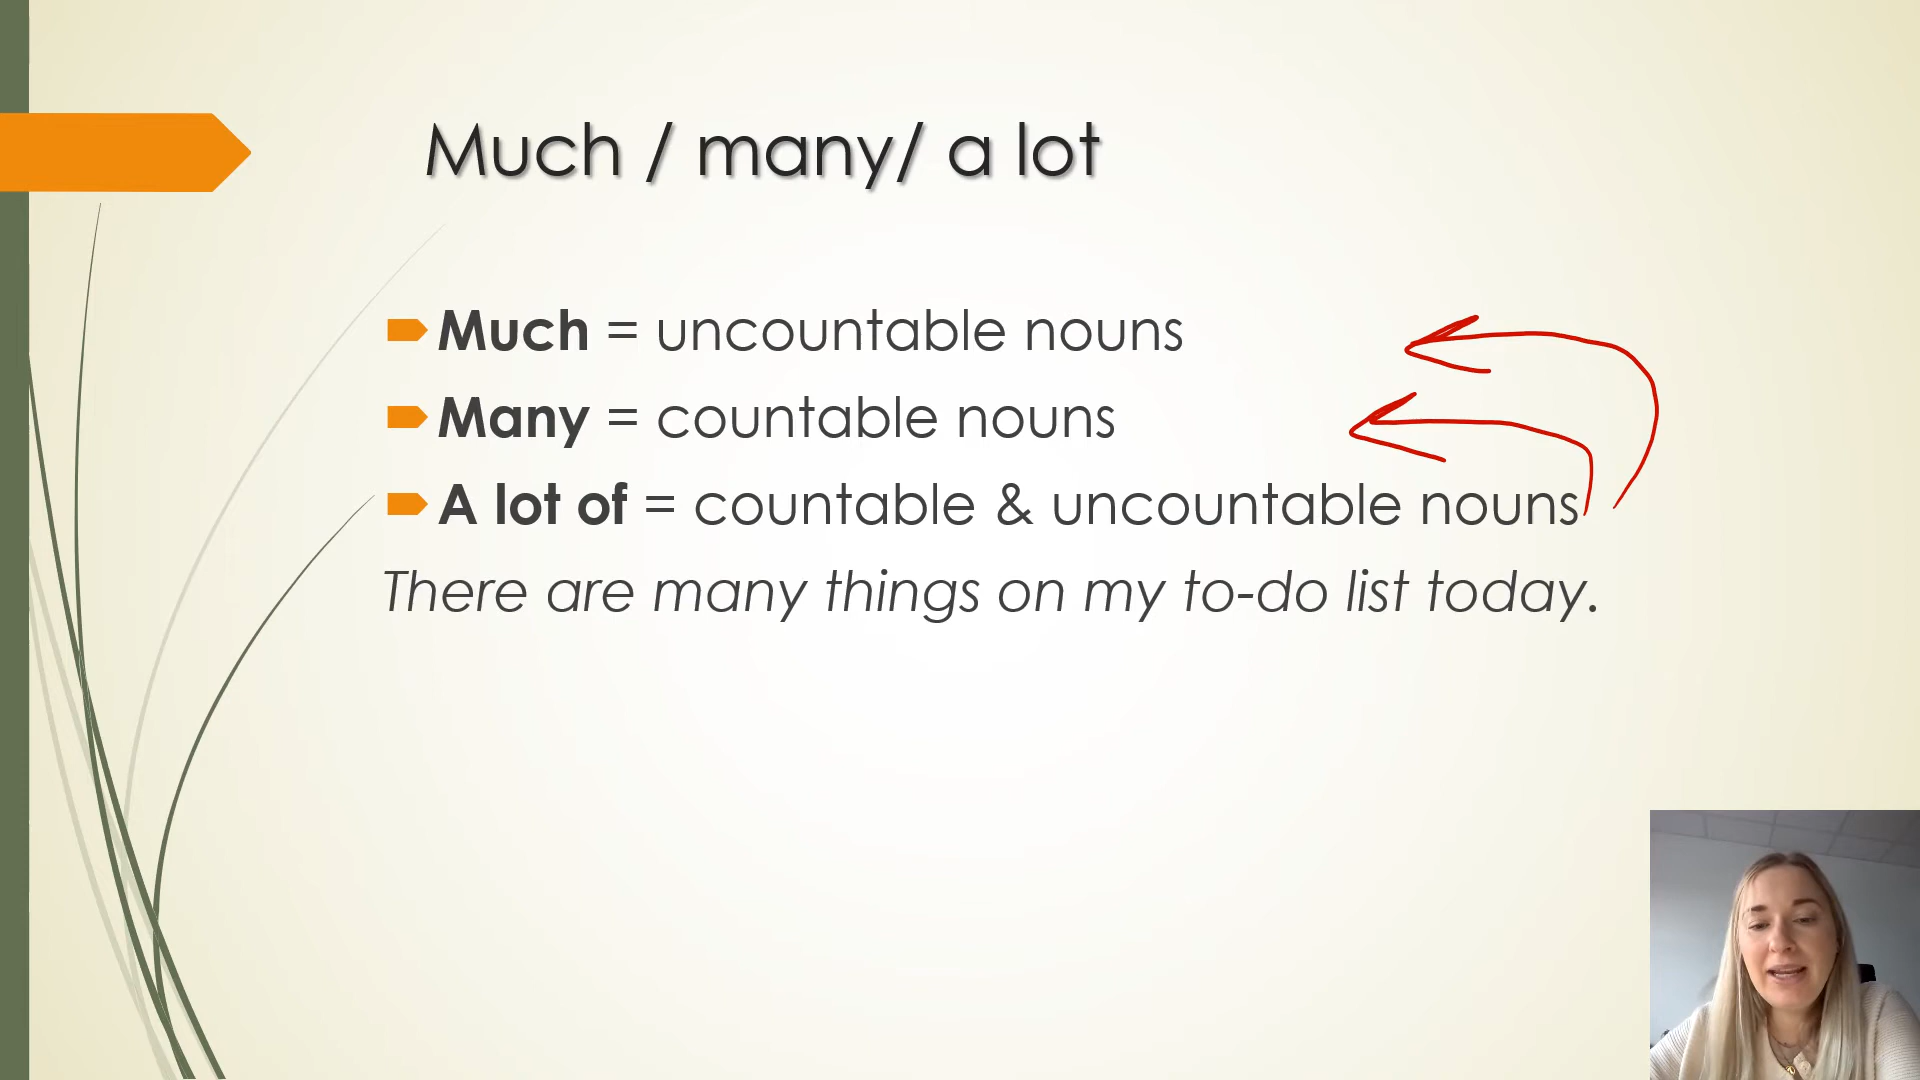 Much / many/ a lot
Much = uncountable nouns
Many = countable nouns
A lot of = countable & uncountable nouns
There are many things on my to-do list today.